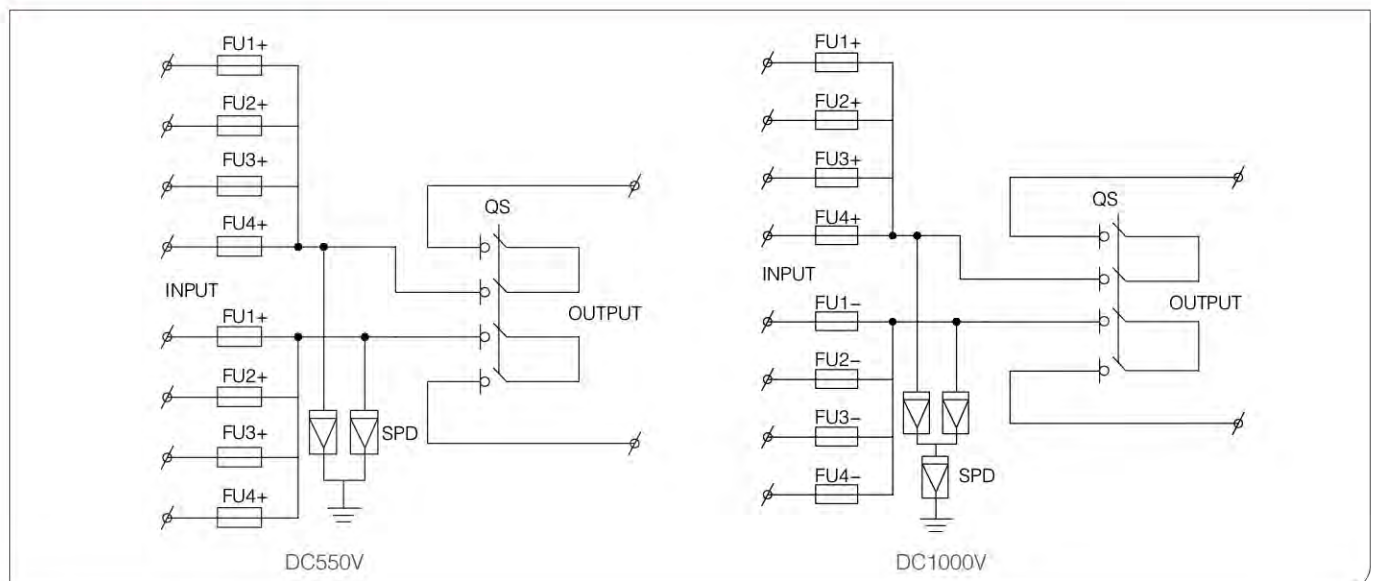 FU1+
FU2+
FU3+
FU4+
QS
INPUT
OUTPUT
FU1+
FU2+
FU3+
FU4+
SPD
DC550V
FU1+
FU2+
FU3+
FU4+
QS
INPUT
OUTPUT
FU1−
FU2−
FU3−
FU4−
SPD
DC1000V